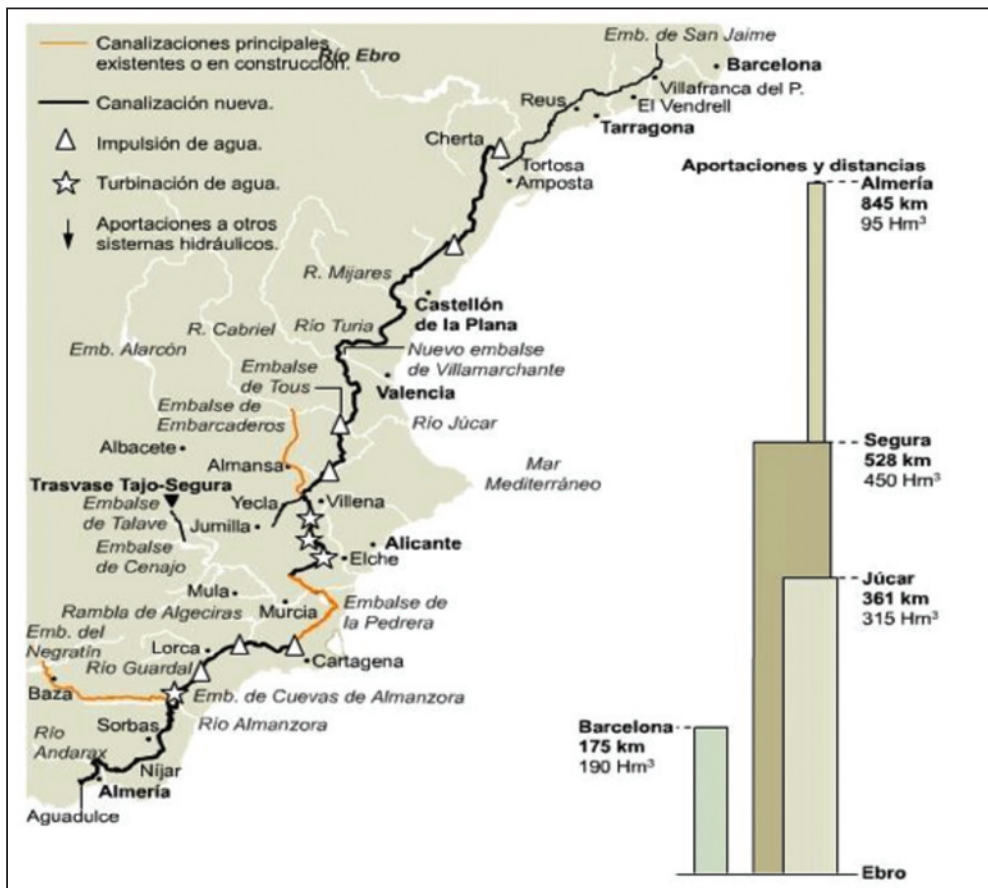 Canalizaciones principales
existentes o en construcción.
Canalización nueva.
Impulsión de agua.
Turbinación de agua.
Aportaciones a otros
sistemas hidráulicos.
Río Ebro
Emb. de San Jaime
Barcelona
Villafranca del P.
Reus
El Vendrell
Tarragona
Cherta
Tortosa
Amposta
R. Mijares
Castellón
de la Plana
R. Cabriel
Río Turia
Emb. Alarcón
Nuevo embalse
de Villamarchante
Embalse
de Tous
Valencia
Embalse de
Embarcaderos
Río Júcar
Albacete
Almansa
Mar
Mediterráneo
Trasvase Tajo-Segura
Yecla
Villena
Embalse
de Talave
Jumilla
Alicante
Embalse
de Cenajo
Elche
Mula
Rambla de Algeciras
Murcia
Embalse de
la Pedrera
Emb. del
Negratín
Lorca
Río Guardal
Cartagena
Baza
Emb. de Cuevas de Almanzora
Río Almanzora
Río
Andarax
Sorbas
Níjar
Almería
Aguadulce
Aportaciones y distancias
Almería
845 km
95 Hm³
Segura
528 km
450 Hm³
Júcar
361 km
315 Hm³
Barcelona
175 km
190 Hm³
Ebro